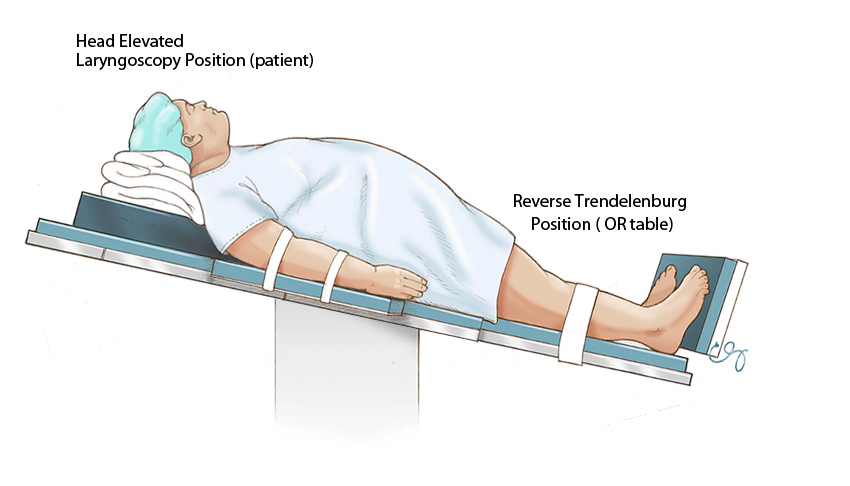 Head Elevated
Laryngoscopy Position (patient)
Reverse Trendelenburg
Position ( OR table)